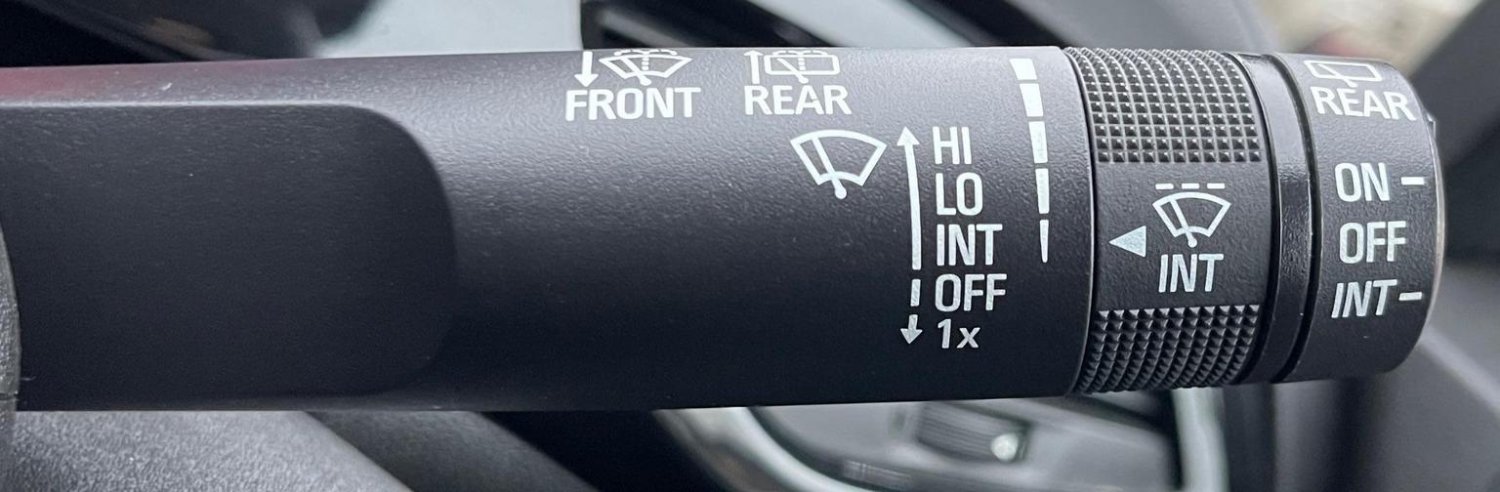 FRONT
REAR
HI
LO
INT
OFF
1x
INT
REAR
ON -
OFF
INT -